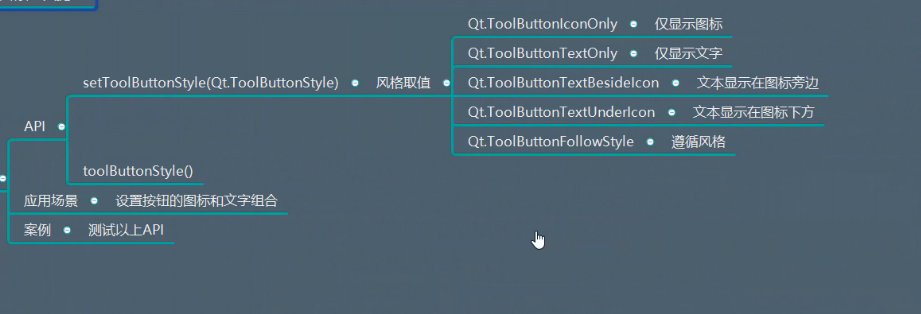 Qt.ToolButtonIconOnly 仅显示图标
Qt.ToolButtonTextOnly 仅显示文字
setToolButtonStyle(Qt.ToolButtonStyle) 风格取值 Qt.ToolButtonTextBesideIcon 文本显示在图标旁边
Qt.ToolButtonTextUnderIcon 文本显示在图标下方
API
Qt.ToolButtonFollowStyle 遵循风格
toolButtonStyle()
应用场景 设置按钮的图标和文字组合
案例 测试以上API